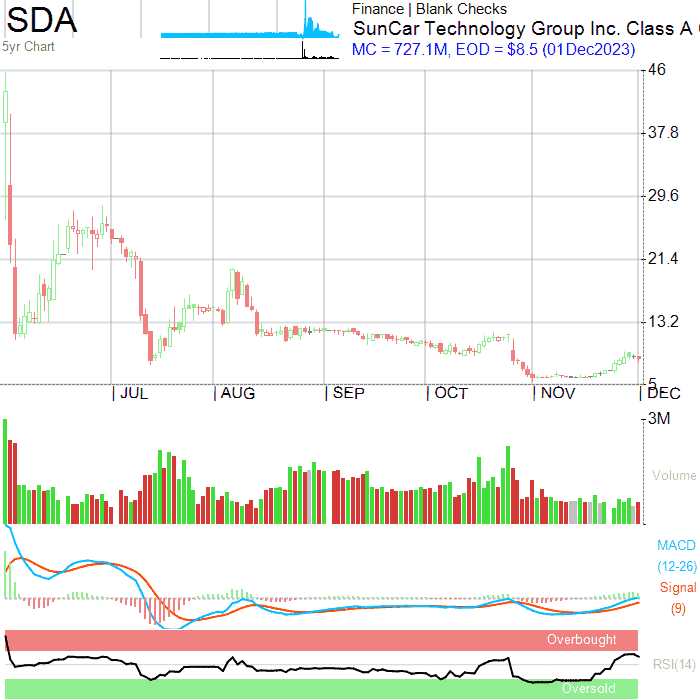 SDA
5yr Chart
Finance | Blank Checks
SunCar Technology Group Inc. Class A
MC = 727.1M, EOD = $8.5 (01Dec2023)
46
37.8
29.6
21.4
13.2
5
JUL AUG SEP OCT NOV DEC
3M
Volume
MACD
(12-26)
Signal
(9)
Overbought
RSI(14)
Oversold